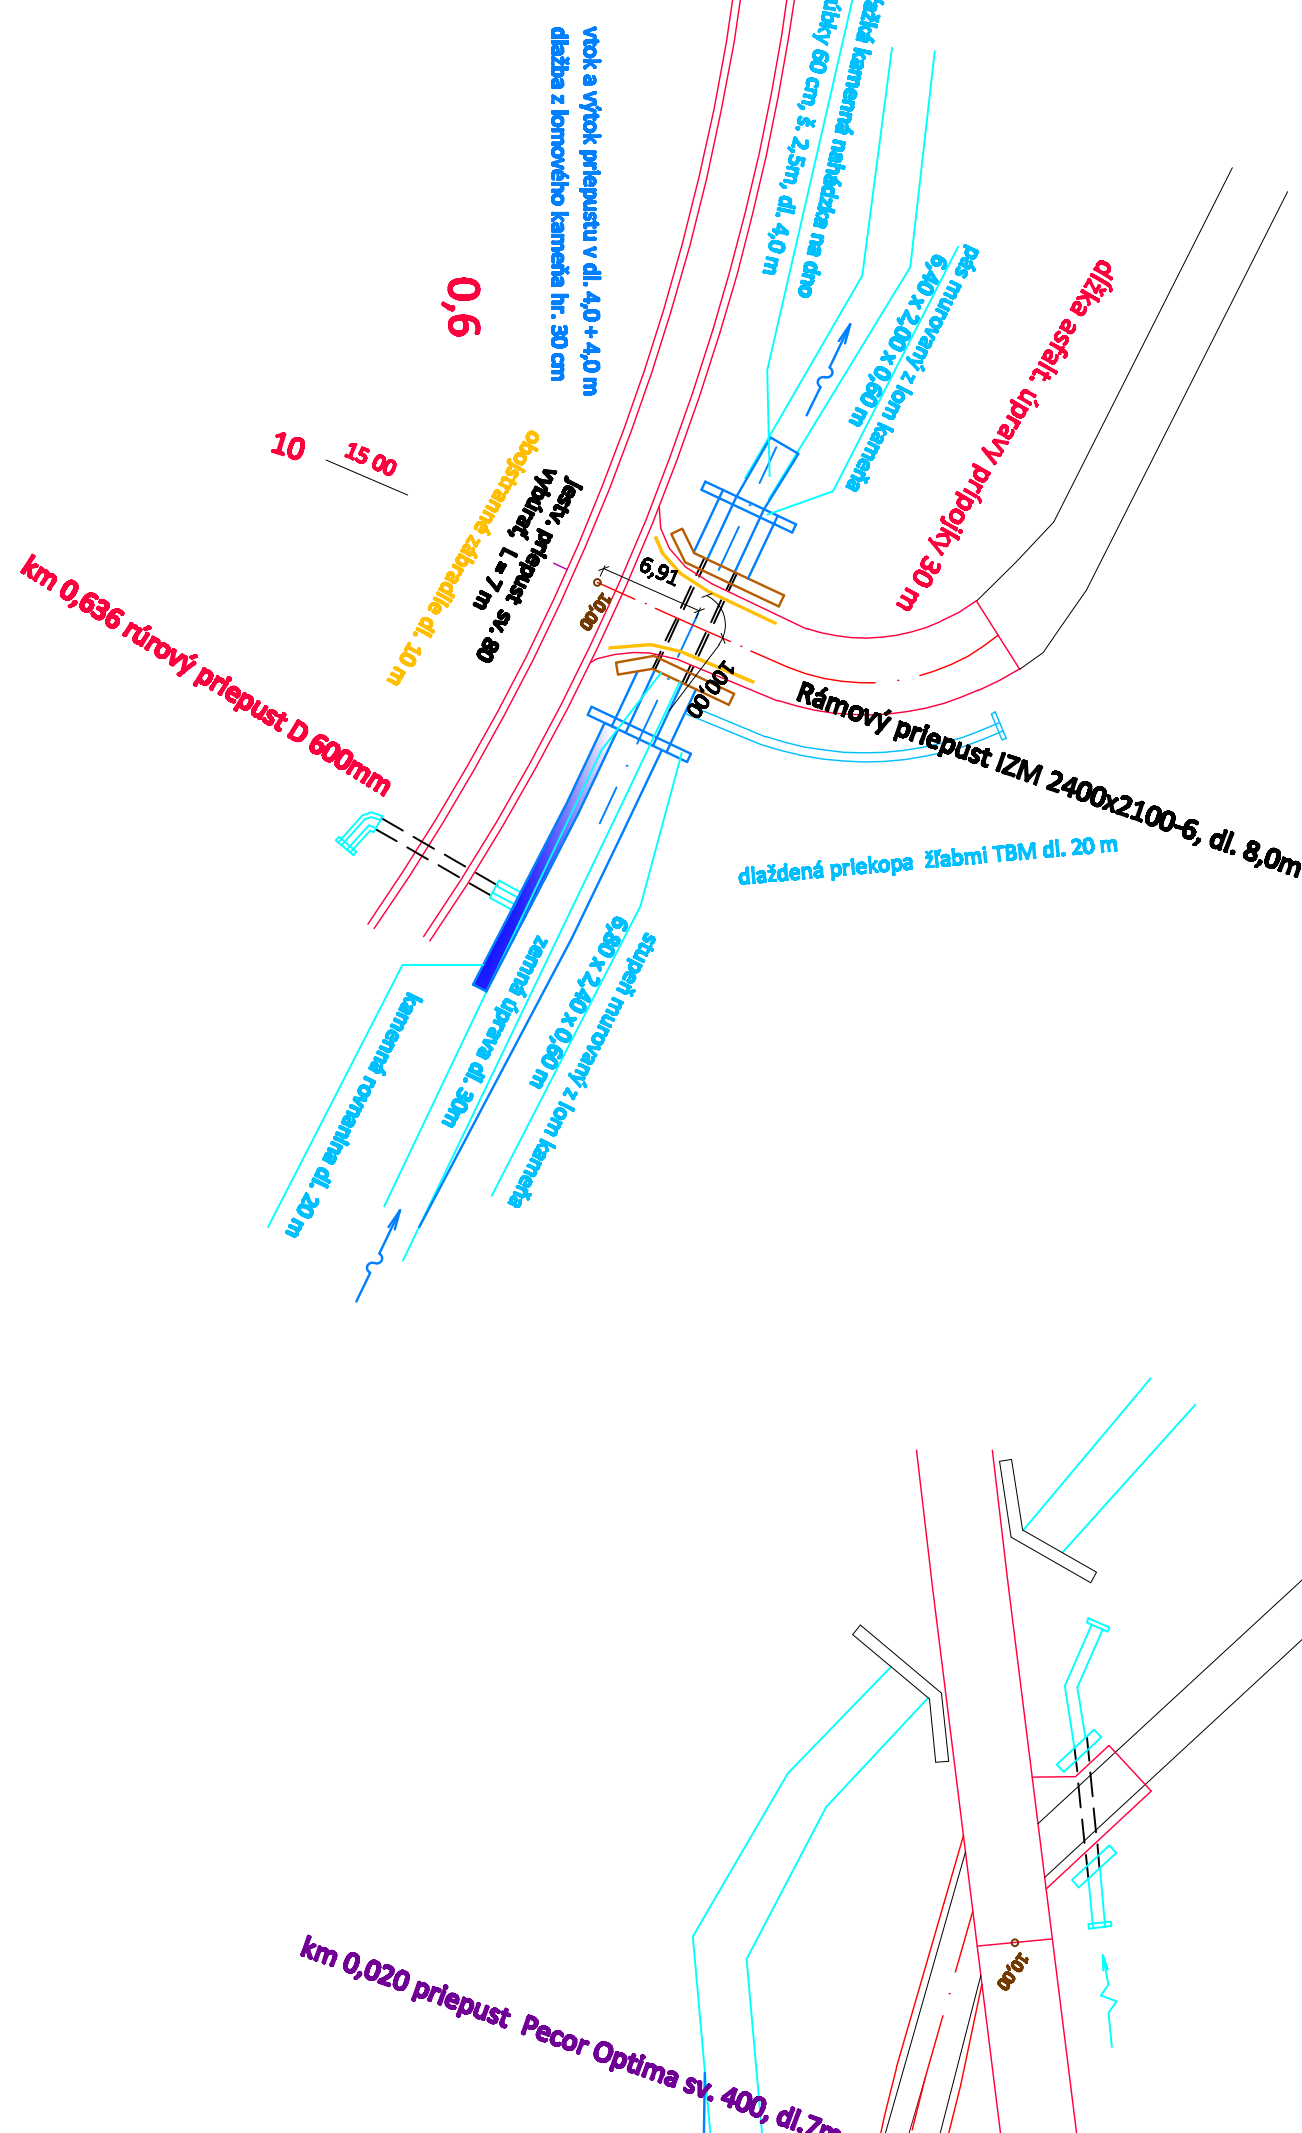 vtok a výtok priepustu v dl. 4,0 + 4,0 m
dlažba z lomového kameňa hr. 30 cm
kamenná nahádzka na dno
60 cm, š. 2,5m, dl. 4,0 m
pás murovaný z lom kameňa
6,40 x 2,00 x 0,60 m
dĺžka asfalt. úpravy prípojky 30 m
0,6
10
15 00
obojstranné zábradlie dl. 10 m
jestv. priepust sv. 80
vybúrať, L = 7 m
km 0,636 rúrový priepust D 600mm
6,91
10,00
100,00
Rámový priepust IZM 2400x2100-6, dl. 8,0m
dlaždená priekopa žľabmi TBM dl. 20 m
stupeň murovaný z lom kameňa
6,80 x 2,40 x 0,60 m
zemná úprava dl. 30m
kamenná rovnanina dl. 20 m
10,00
km 0,020 priepust Pecor Optima sv. 400, dl.7m